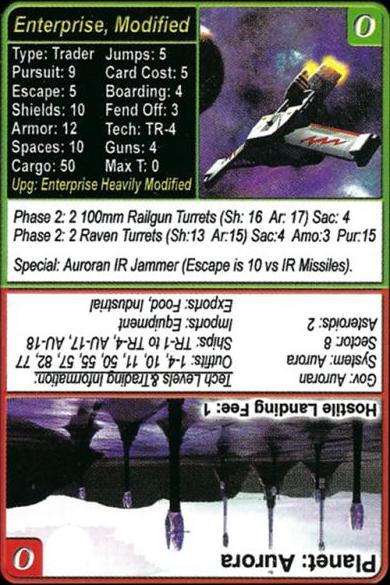 Enterprise, Modified
0
Type: Trader Jumps: 5
Pursuit: 9 Card Cost: 5
Escape: 5 Boarding: 4
Shields: 10 Fend Off: 3
Armor: 12 Tech: TR-4
Spaces: 10 Guns: 4
Cargo: 50 Max T: 0
Upg: Enterprise Heavily Modified
Phase 2: 2 100mm Railgun Turrets (Sh: 16 Ar: 17) Sac: 4
Phase 2: 2 Raven Turrets (Sh:13 Ar:15) Sac:4 Amo:3 Pur:15
Special: Auroran IR Jammer (Escape is 10 vs IR Missiles).
Planet: Aurora
0
Hostile Landing Fee: 1
Gov: Auroran
System: Aurora
Sector: 8
Asteroids: 2
Tech Levels & Trading Information:
Outfits: 1-4, 10, 11, 50, 55, 57, 82, 77
Ships: TR-1 to TR-4, AU-17, AU-18
Imports: Equipment
Exports: Food, Industrial